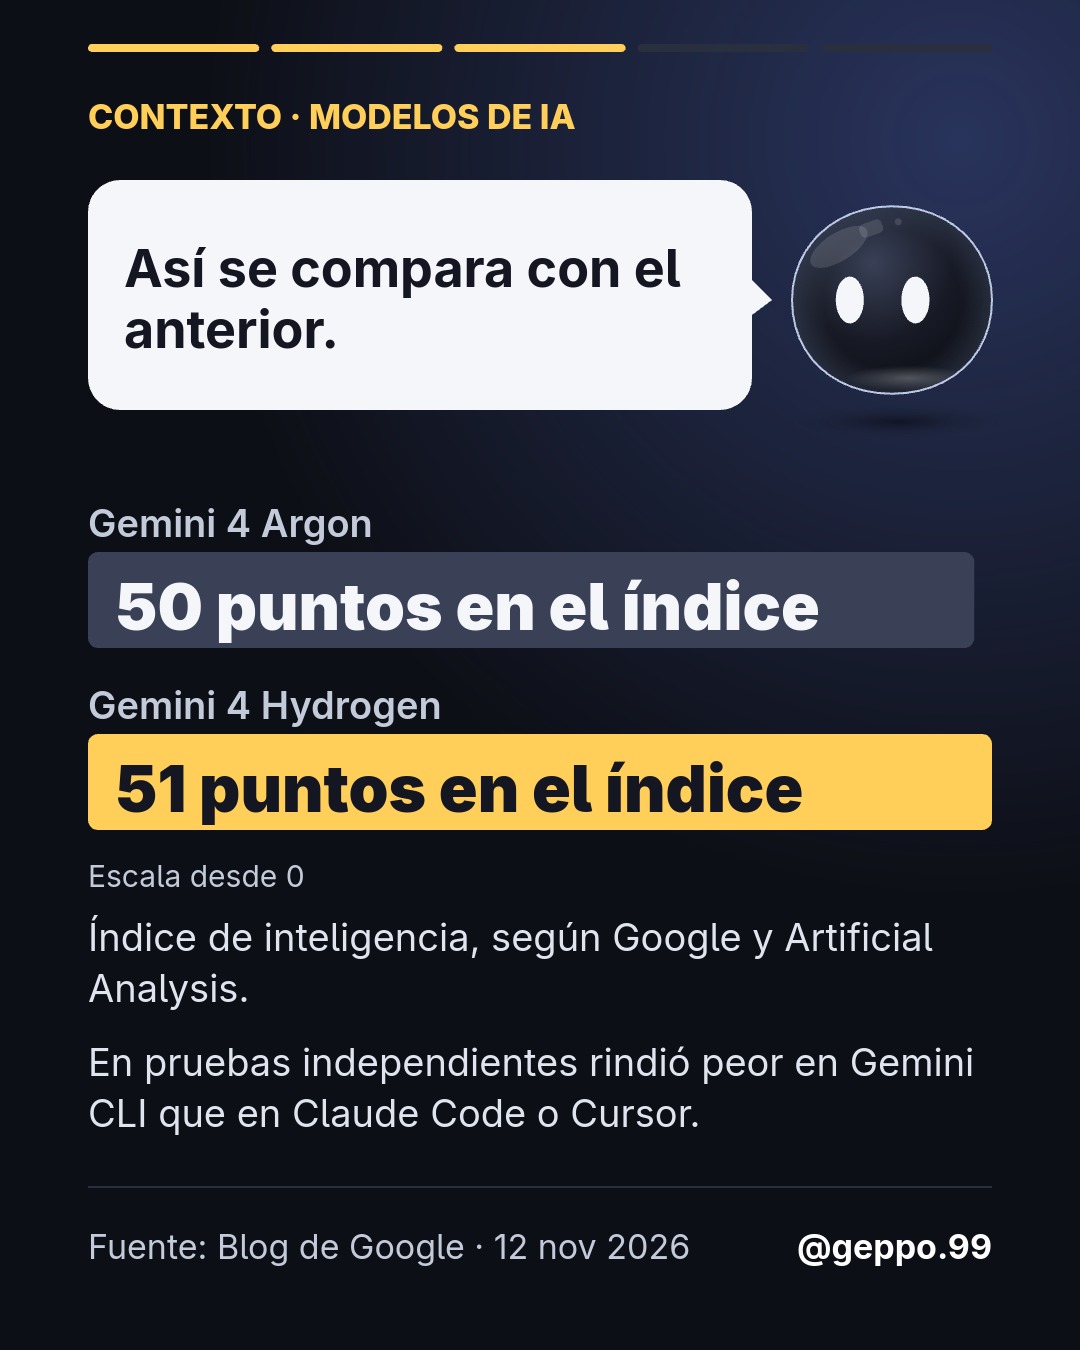 CONTEXTO · MODELOS DE IA
Así se compara con el
anterior.
Gemini 4 Argon
50 puntos en el índice
Gemini 4 Hydrogen
51 puntos en el índice
Escala desde 0
Índice de inteligencia, según Google y Artificial
Analysis.
En pruebas independientes rindió peor en Gemini
CLI que en Claude Code o Cursor.
Fuente: Blog de Google · 12 nov 2026
@geppo.99